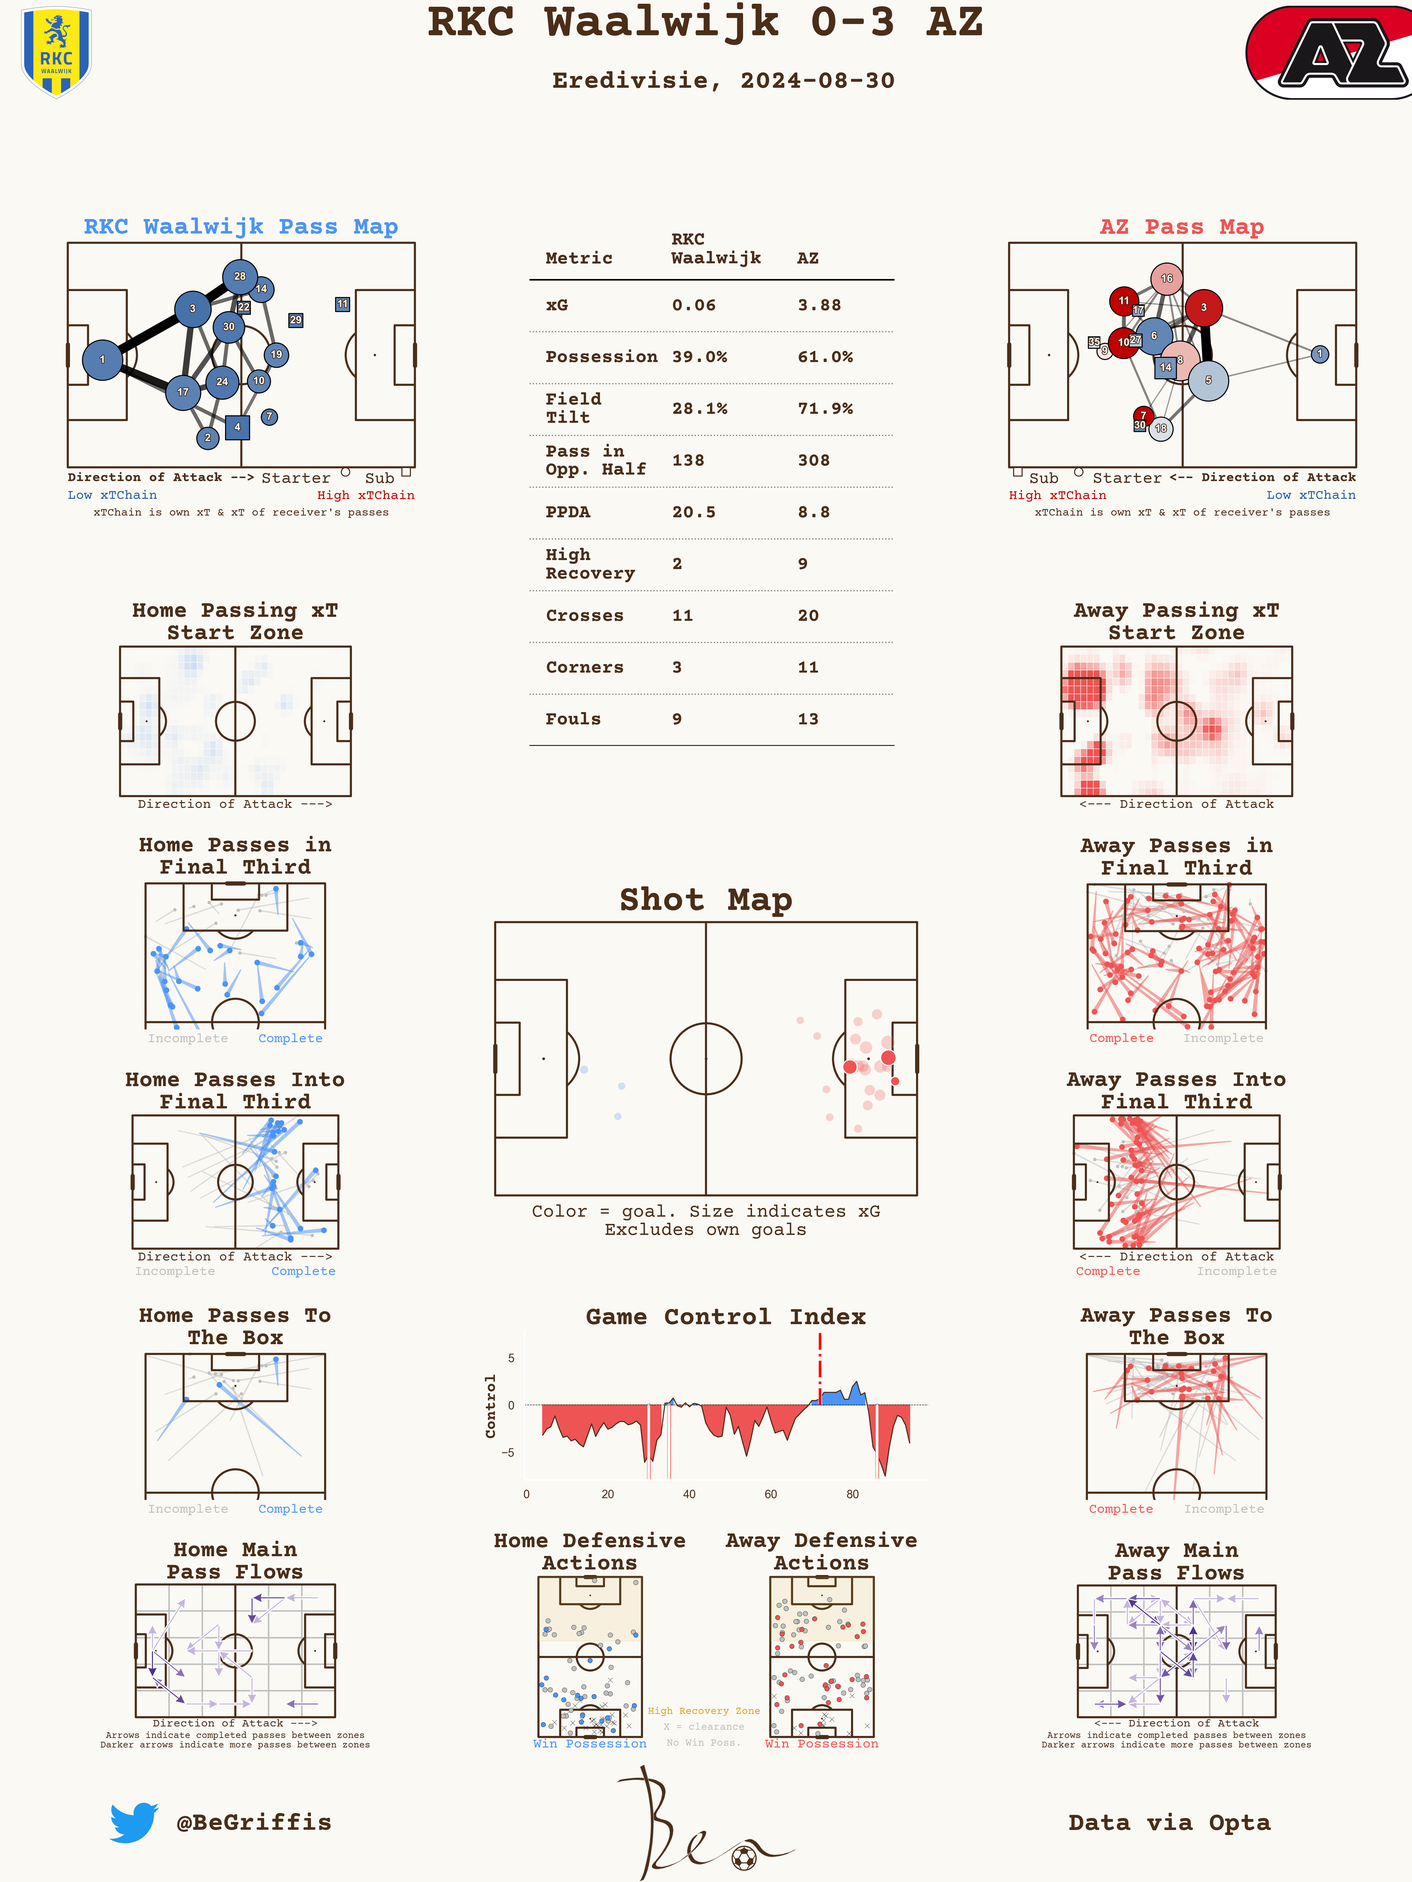 RKC Waalwijk 0-3 AZ
Eredivisie, 2024-08-30
RKC
WAALWIJK
AZ
RKC Waalwijk Pass Map
28
14
3
22
11
29
30
1
19
24
10
17
7
4
2
Direction of Attack --> Starter Sub
Low xTChain High xTChain
xTChain is own xT & xT of receiver's passes
Metric RKC Waalwijk AZ
xG 0.06 3.88
Possession 39.0% 61.0%
Field Tilt 28.1% 71.9%
Pass in Opp. Half 138 308
PPDA 20.5 8.8
High Recovery 2 9
Crosses 11 20
Corners 3 11
Fouls 9 13
AZ Pass Map
16
11
17
3
6
35
9
10
27
8
1
14
5
7
30
18
Sub Starter <-- Direction of Attack
High xTChain Low xTChain
xTChain is own xT & xT of receiver's passes
Home Passing xT
Start Zone
Direction of Attack --->
Away Passing xT
Start Zone
<--- Direction of Attack
Home Passes in
Final Third
Incomplete Complete
Away Passes in
Final Third
Complete Incomplete
Shot Map
Color = goal. Size indicates xG
Excludes own goals
Home Passes Into
Final Third
Direction of Attack --->
Incomplete Complete
Away Passes Into
Final Third
<--- Direction of Attack
Complete Incomplete
Home Passes To
The Box
Incomplete Complete
Game Control Index
Control
5
0
−5
0 20 40 60 80
Away Passes To
The Box
Complete Incomplete
Home Main
Pass Flows
Direction of Attack --->
Arrows indicate completed passes between zones
Darker arrows indicate more passes between zones
Home Defensive
Actions
Win Possession
High Recovery Zone
X = clearance
No Win Poss.
Away Defensive
Actions
Win Possession
Away Main
Pass Flows
<--- Direction of Attack
Arrows indicate completed passes between zones
Darker arrows indicate more passes between zones
@BeGriffis
Ben
Data via Opta